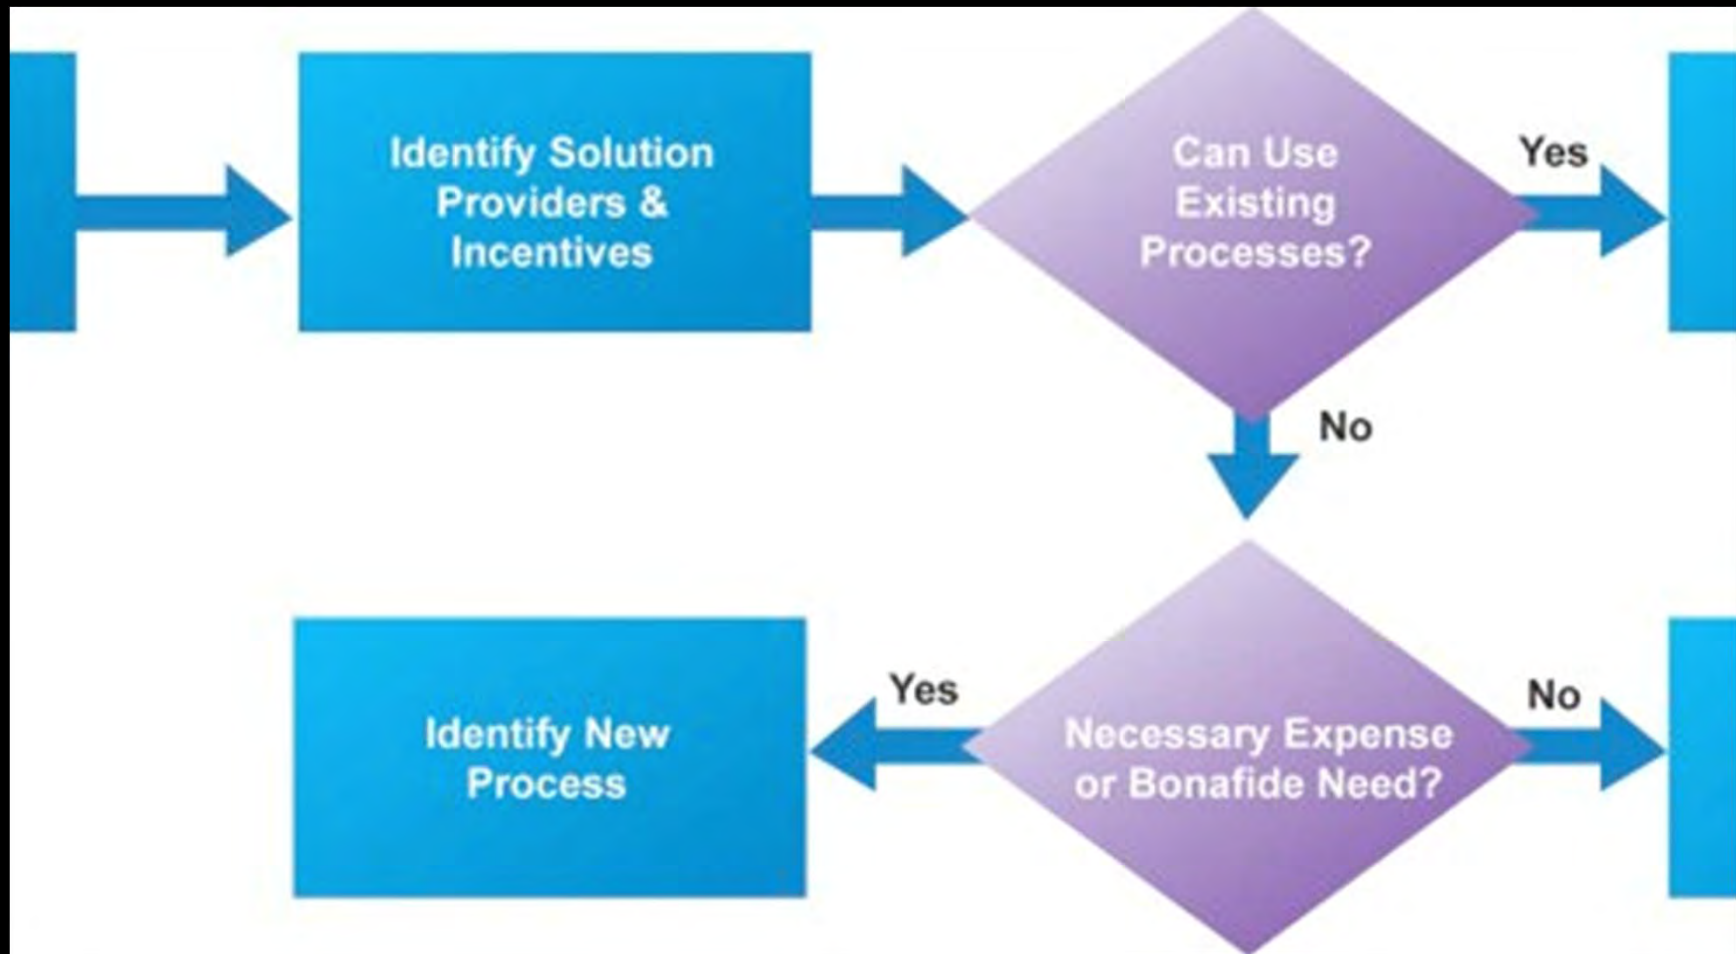 Identify Solution
Providers &
Incentives
Can Use
Existing
Processes?
Yes
No
Identify New
Process
Yes
Necessary Expense
or Bonafide Need?
No